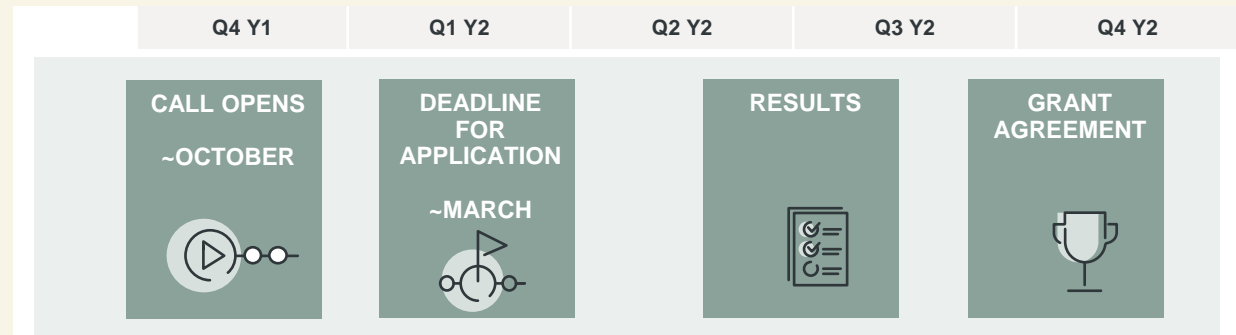 Q4 Y1
Q1 Y2
Q2 Y2
Q3 Y2
Q4 Y2
CALL OPENS
~OCTOBER
DEADLINE
FOR
APPLICATION
~MARCH
RESULTS
GRANT
AGREEMENT